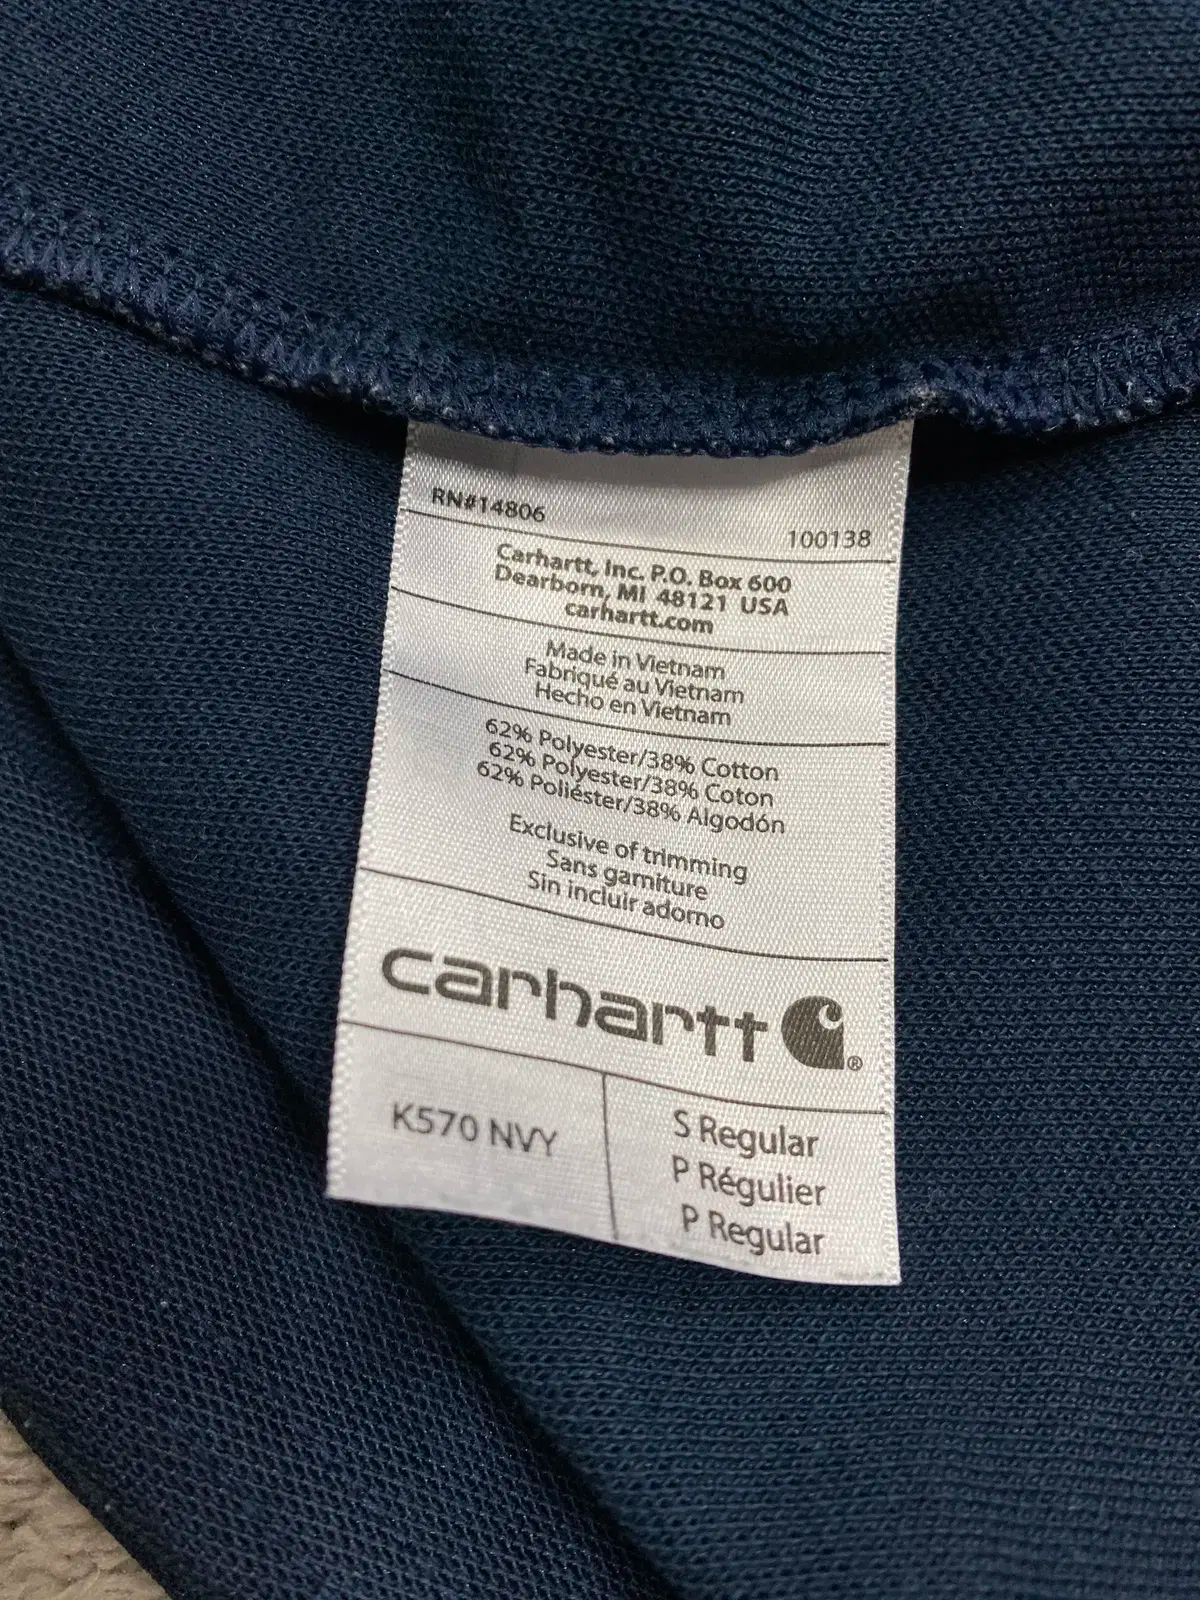 RN#14806
100138
Carhartt, Inc. P.O. Box 600
Dearborn, MI 48121 USA
carhartt.com
Made in Vietnam
Fabriqué au Vietnam
Hecho en Vietnam
62% Polyester/38% Cotton
62% Polyester/38% Coton
62% Poliéster/38% Algodón
Exclusive of trimming
Sans garniture
Sin incluir adorno
carhartt ®
K570 NVY
S Regular
P Régulier
P Regular